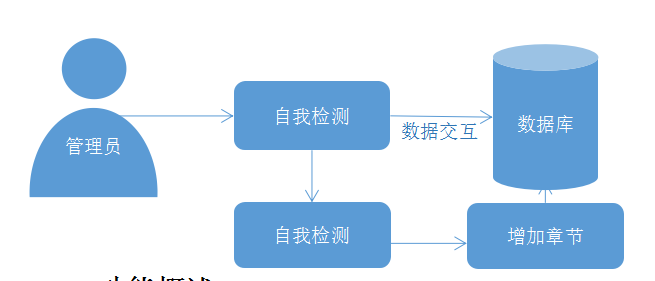 管理员
自我检测
数据交互
数据库
自我检测
增加章节